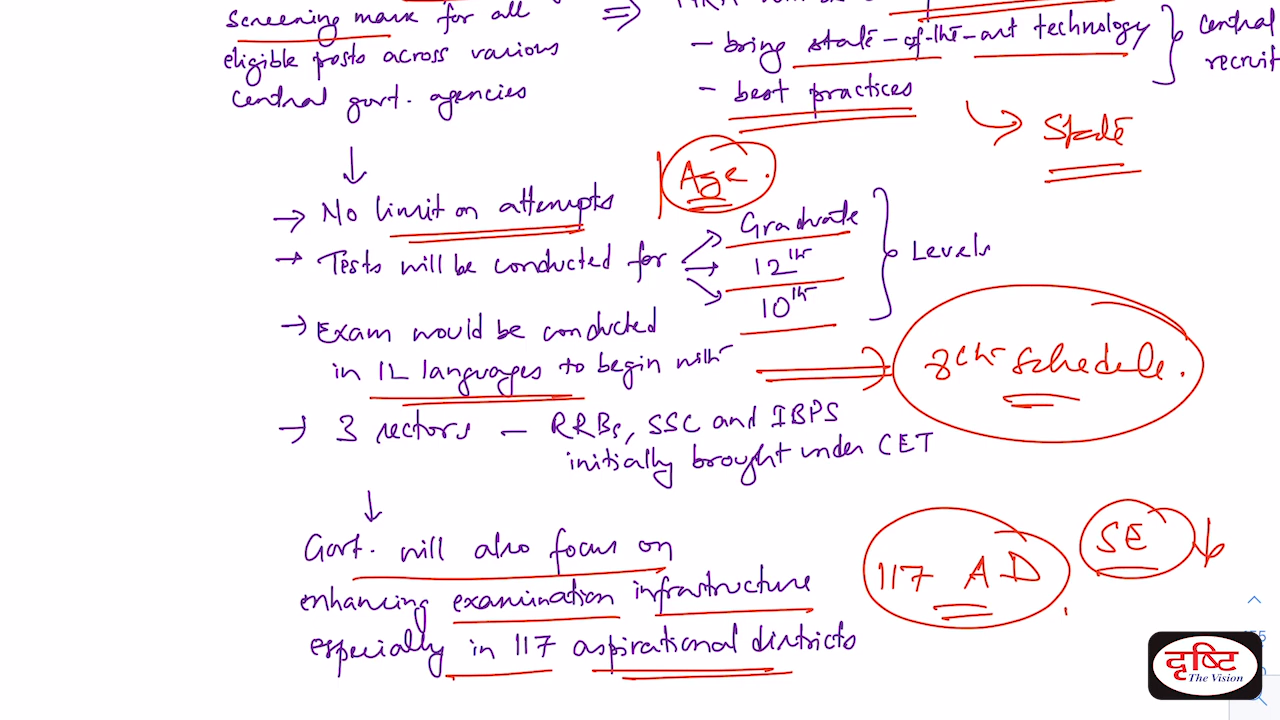 screening mark for all
eligible posts across various
central govt. agencies
⇒
- bring state-of-the-art technology
- best practices
central
recruit
→ State
↓
→ No limit on attempts
Age.
→ Tests will be conducted for
Graduate
12th
10th
Levels
→ Exam would be conducted
in 12 languages to begin with
8th Schedule.
→ 3 sectors — RRBs, SSC and IBPS
initially brought under CET
↓
Govt. will also focus on
enhancing examination infrastructure
especially in 117 aspirational districts
117 AD
SE ↓
दृष्टि
The Vision